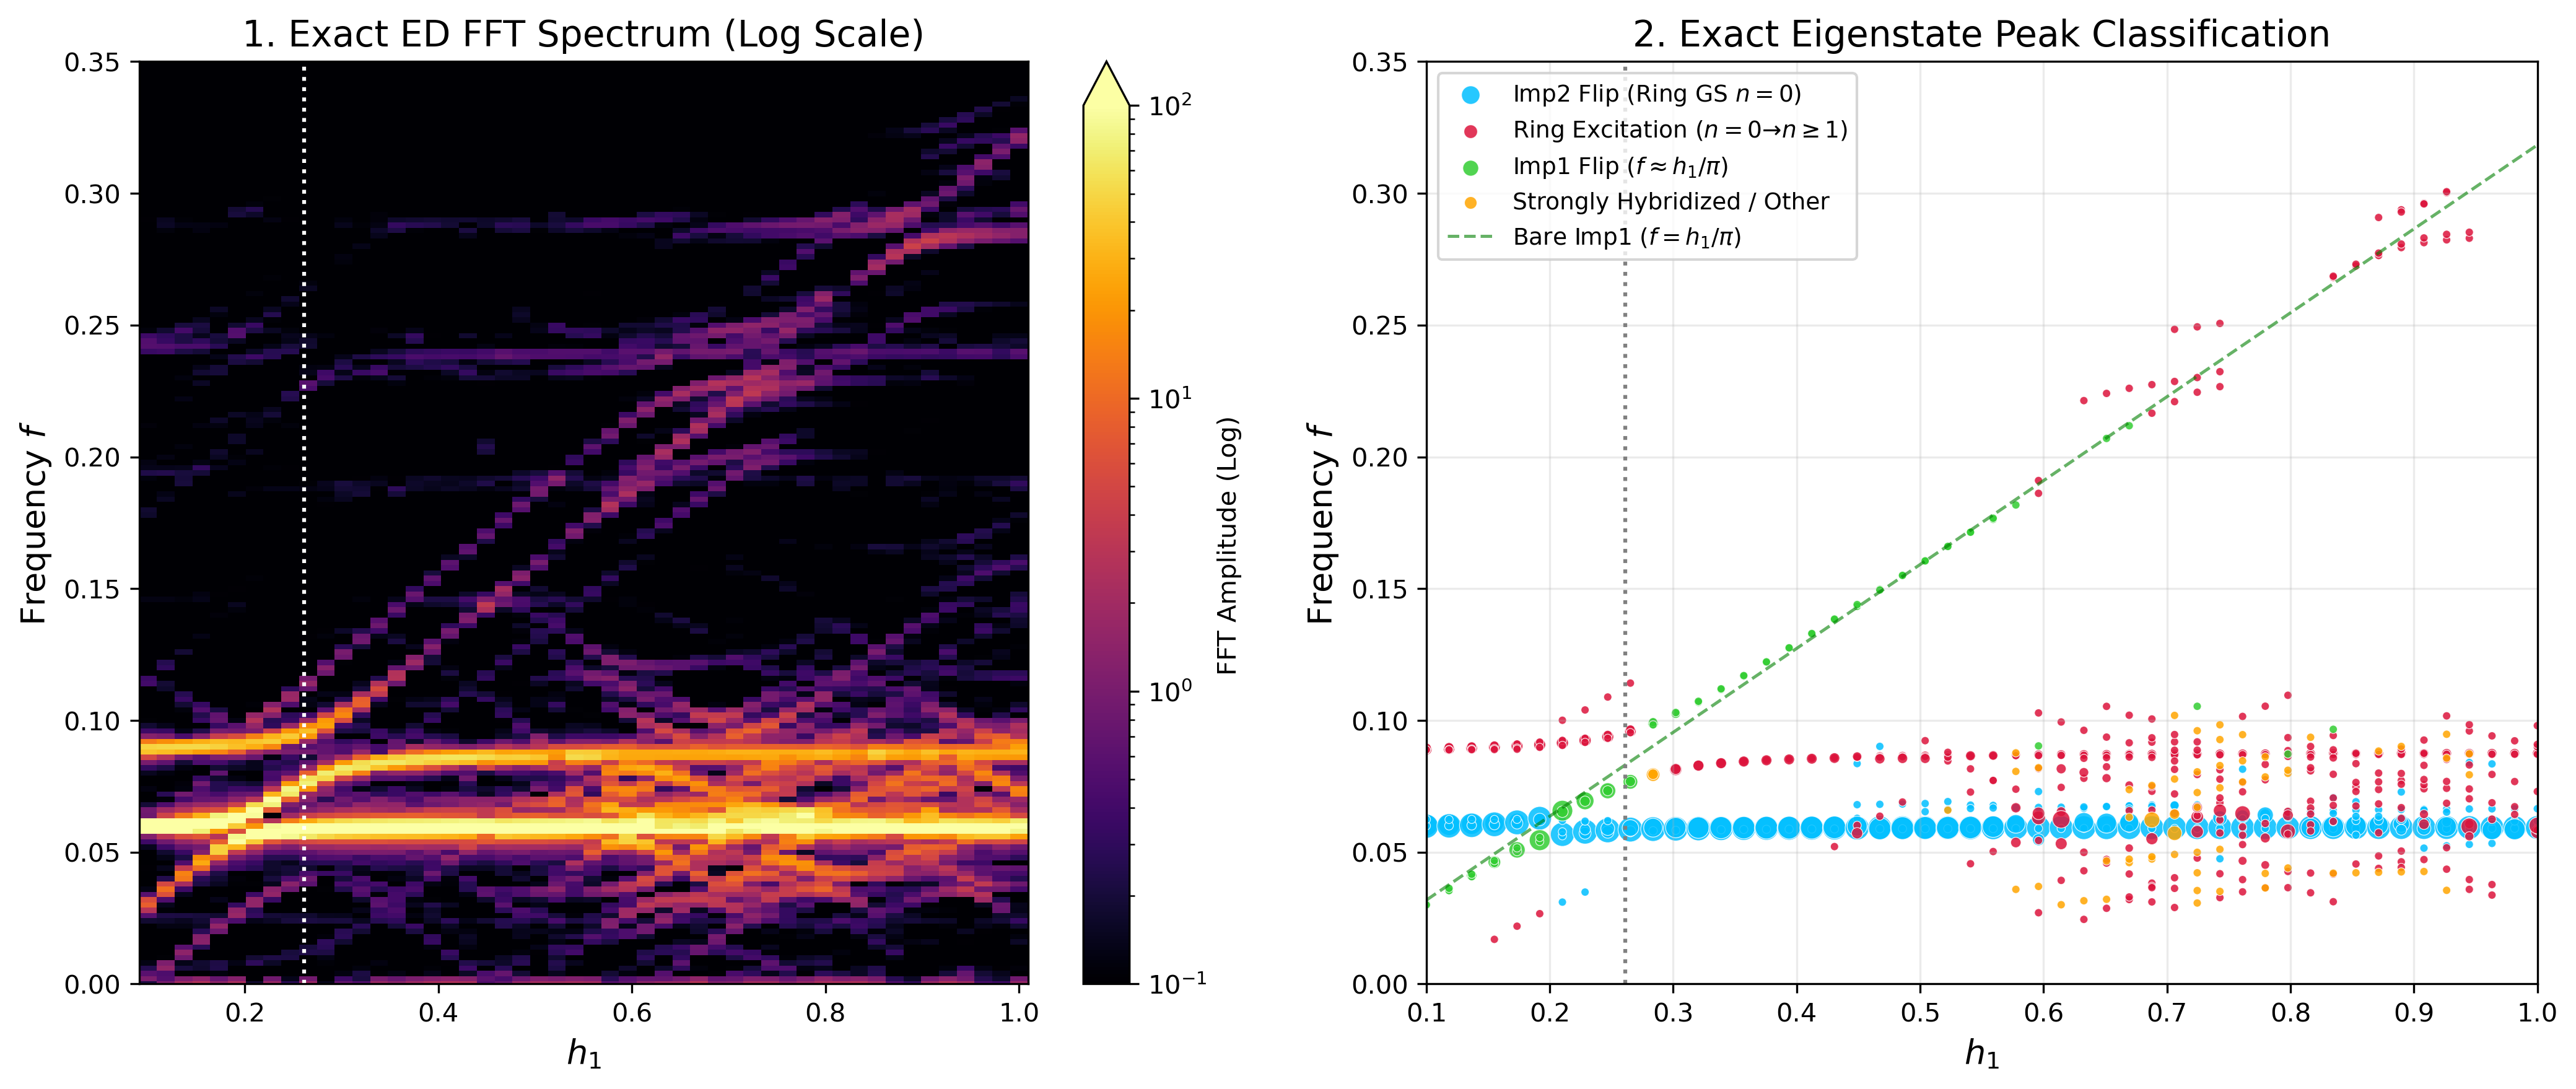 1. Exact ED FFT Spectrum (Log Scale)
0.35
0.30
0.25
0.20
0.15
0.10
0.05
0.00
Frequency f
0.2
0.4
0.6
0.8
1.0
h₁
10²
10¹
10⁰
10⁻¹
FFT Amplitude (Log)
2. Exact Eigenstate Peak Classification
Imp2 Flip (Ring GS n = 0)
Ring Excitation (n = 0→n ≥ 1)
Imp1 Flip (f ≈ h₁/π)
Strongly Hybridized / Other
Bare Imp1 (f = h₁/π)
0.35
0.30
0.25
0.20
0.15
0.10
0.05
0.00
Frequency f
0.1
0.2
0.3
0.4
0.5
0.6
0.7
0.8
0.9
1.0
h₁